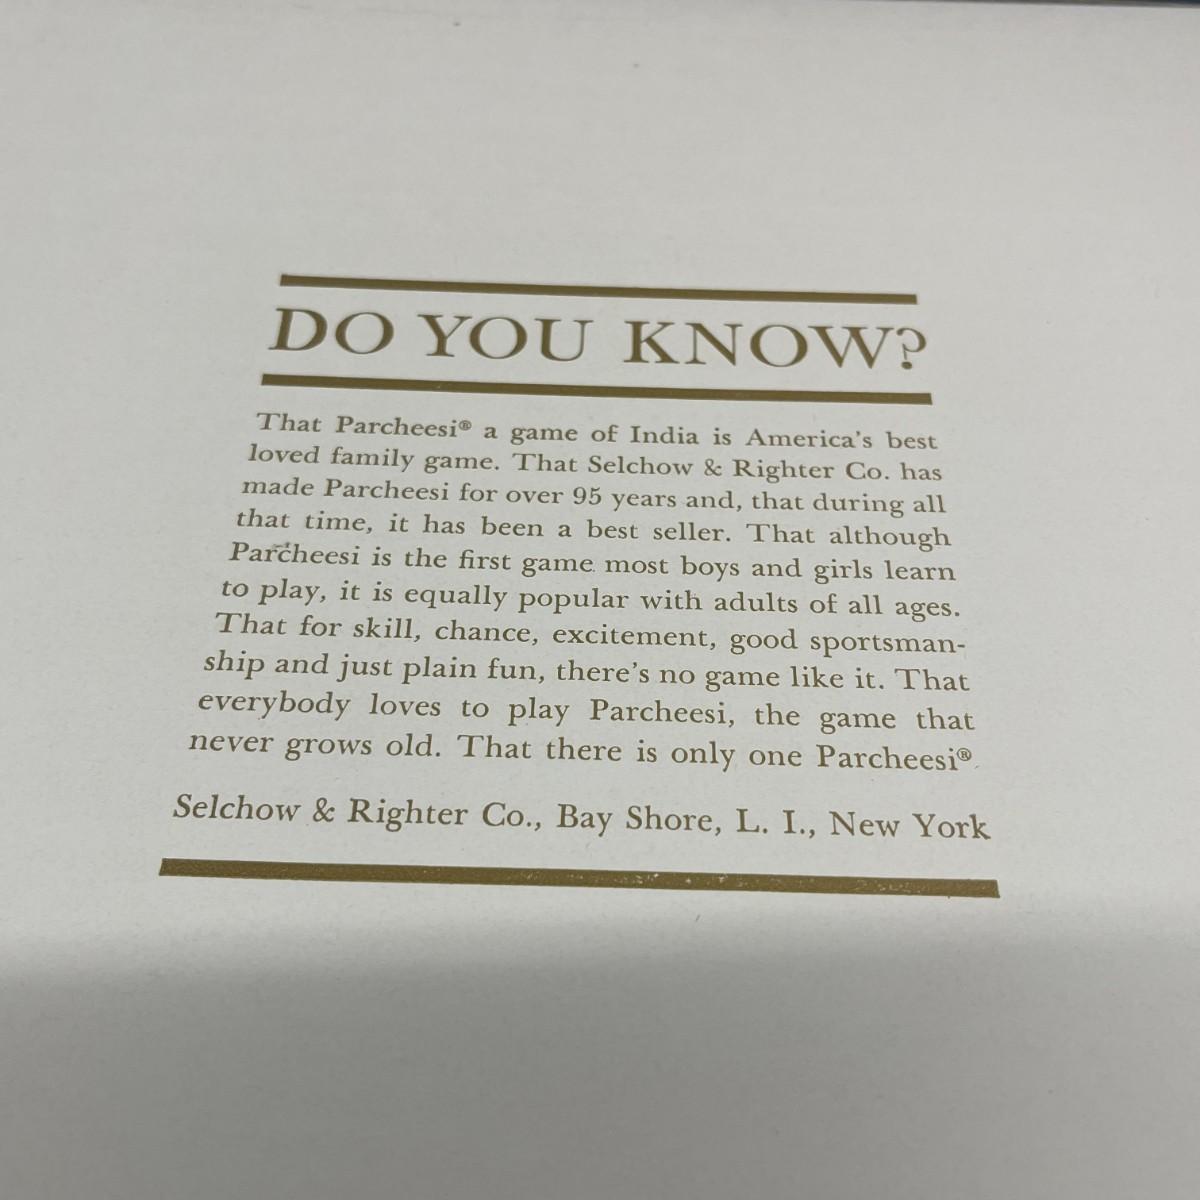 DO YOU KNOW?
That Parcheesi® a game of India is America's best
loved family game. That Selchow & Righter Co. has
made Parcheesi for over 95 years and, that during all
that time, it has been a best seller. That although
Parcheesi is the first game most boys and girls learn
to play, it is equally popular with adults of all ages.
That for skill, chance, excitement, good sportsman-
ship and just plain fun, there's no game like it. That
everybody loves to play Parcheesi, the game that
never grows old. That there is only one Parcheesi®.
Selchow & Righter Co., Bay Shore, L. I., New York